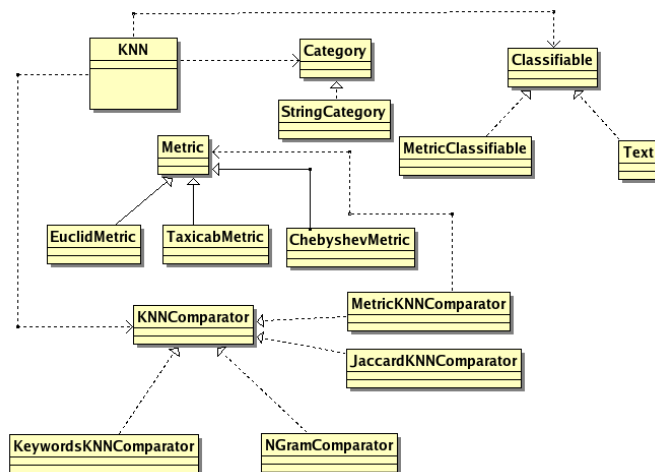 KNN
Category
Classifiable
StringCategory
MetricClassifiable
Text
Metric
EuclidMetric
TaxicabMetric
ChebyshevMetric
MetricKNNComparator
KNNComparator
JaccardKNNComparator
KeywordsKNNComparator
NGramComparator